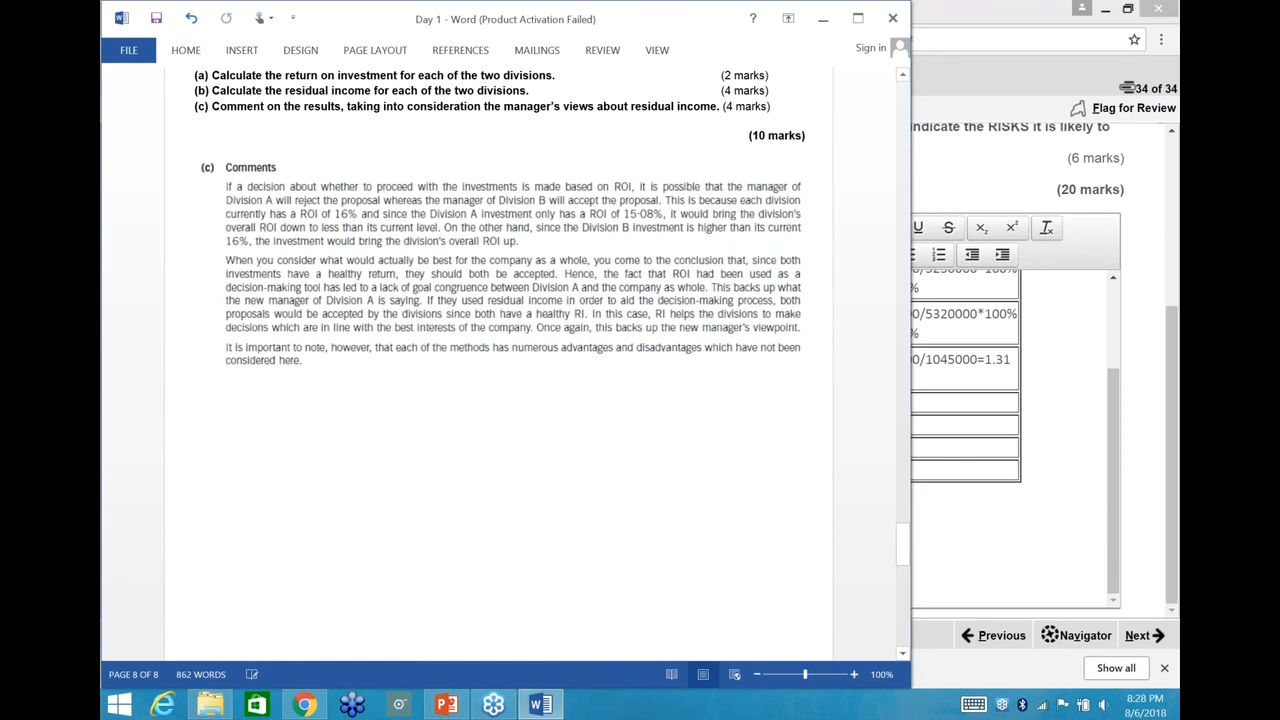 Day 1 - Word (Product Activation Failed)
FILE
HOME
INSERT
DESIGN
PAGE LAYOUT
REFERENCES
MAILINGS
REVIEW
VIEW
Sign in
(a) Calculate the return on investment for each of the two divisions. (2 marks)
(b) Calculate the residual income for each of the two divisions. (4 marks)
(c) Comment on the results, taking into consideration the manager's views about residual income. (4 marks)
(10 marks)
(c) Comments
If a decision about whether to proceed with the investments is made based on ROI, it is possible that the manager of
Division A will reject the proposal whereas the manager of Division B will accept the proposal. This is because each division
currently has a ROI of 16% and since the Division A investment only has a ROI of 15·08%, it would bring the division's
overall ROI down to less than its current level. On the other hand, since the Division B investment is higher than its current
16%, the investment would bring the division's overall ROI up.
When you consider what would actually be best for the company as a whole, you come to the conclusion that, since both
investments have a healthy return, they should both be accepted. Hence, the fact that ROI had been used as a
decision-making tool has led to a lack of goal congruence between Division A and the company as whole. This backs up what
the new manager of Division A is saying. If they used residual income in order to aid the decision-making process, both
proposals would be accepted by the divisions since both have a healthy RI. In this case, RI helps the divisions to make
decisions which are in line with the best interests of the company. Once again, this backs up the new manager's viewpoint.
It is important to note, however, that each of the methods has numerous advantages and disadvantages which have not been
considered here.
PAGE 8 OF 8
862 WORDS
100%
34 of 34
Flag for Review
indicate the RISKS it is likely to
(6 marks)
(20 marks)
U S x₂ x² Ix
00/5320000*100%
%
00/1045000=1.31
Previous
Navigator
Next
Show all
8:28 PM
8/6/2018